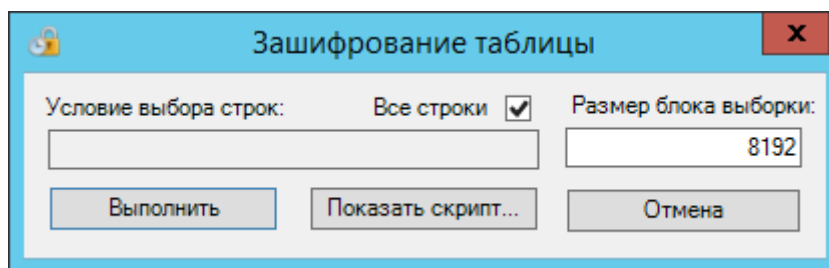 Зашифрование таблицы
Условие выбора строк: Все строки Размер блока выборки:
8192
Выполнить Показать скрипт... Отмена